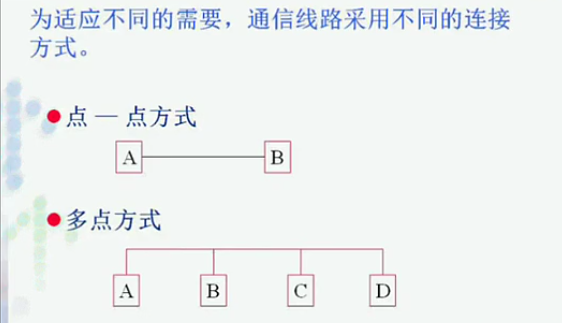 为适应不同的需要，通信线路采用不同的连接
方式。
点 — 点方式
A B
多点方式
A B C D